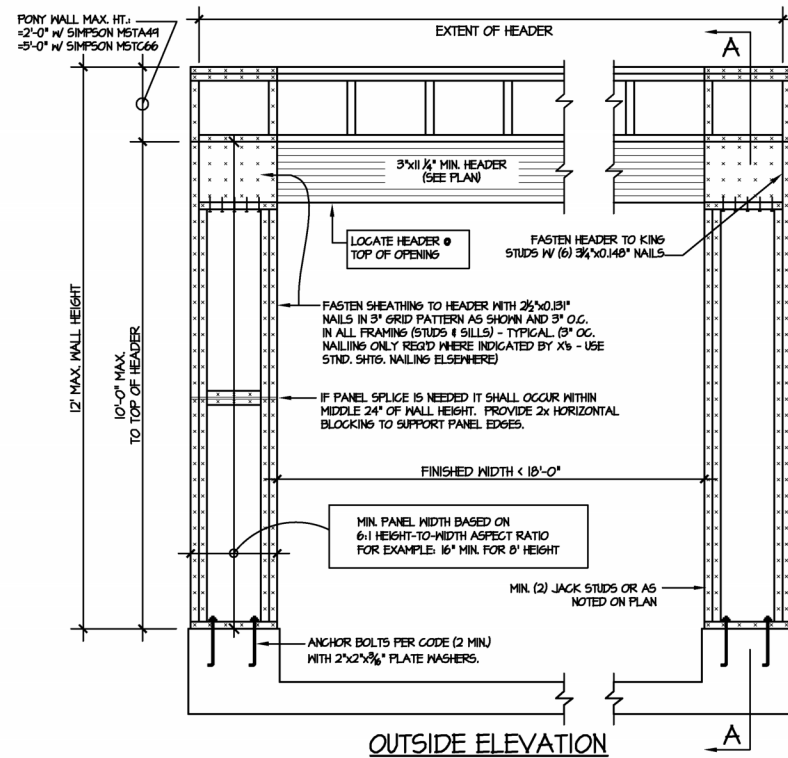 PONY WALL MAX. HT.:
=2'-0" W/ SIMPSON MSTA49
=5'-0" W/ SIMPSON MSTC66
EXTENT OF HEADER
A
3"x11 1/4" MIN. HEADER
(SEE PLAN)
LOCATE HEADER @
TOP OF OPENING
FASTEN HEADER TO KING
STUDS W/ (6) 3 1/4"x0.148" NAILS
12' MAX. WALL HEIGHT
10'-0" MAX.
TO TOP OF HEADER
FASTEN SHEATHING TO HEADER WITH 2 1/2"x0.131"
NAILS IN 3" GRID PATTERN AS SHOWN AND 3" O.C.
IN ALL FRAMING (STUDS & SILLS) - TYPICAL. (3" OC.
NAILIING ONLY REQ'D WHERE INDICATED BY X's - USE
STND. SHTG. NAILING ELSEWHERE)
IF PANEL SPLICE IS NEEDED IT SHALL OCCUR WITHIN
MIDDLE 24" OF WALL HEIGHT. PROVIDE 2x HORIZONTAL
BLOCKING TO SUPPORT PANEL EDGES.
FINISHED WIDTH < 18'-0"
MIN. PANEL WIDTH BASED ON
6:1 HEIGHT-TO-WIDTH ASPECT RATIO
FOR EXAMPLE: 16" MIN. FOR 8' HEIGHT
MIN. (2) JACK STUDS OR AS
NOTED ON PLAN
ANCHOR BOLTS PER CODE (2 MIN.)
WITH 2"x2"x3/16" PLATE WASHERS.
A
OUTSIDE ELEVATION